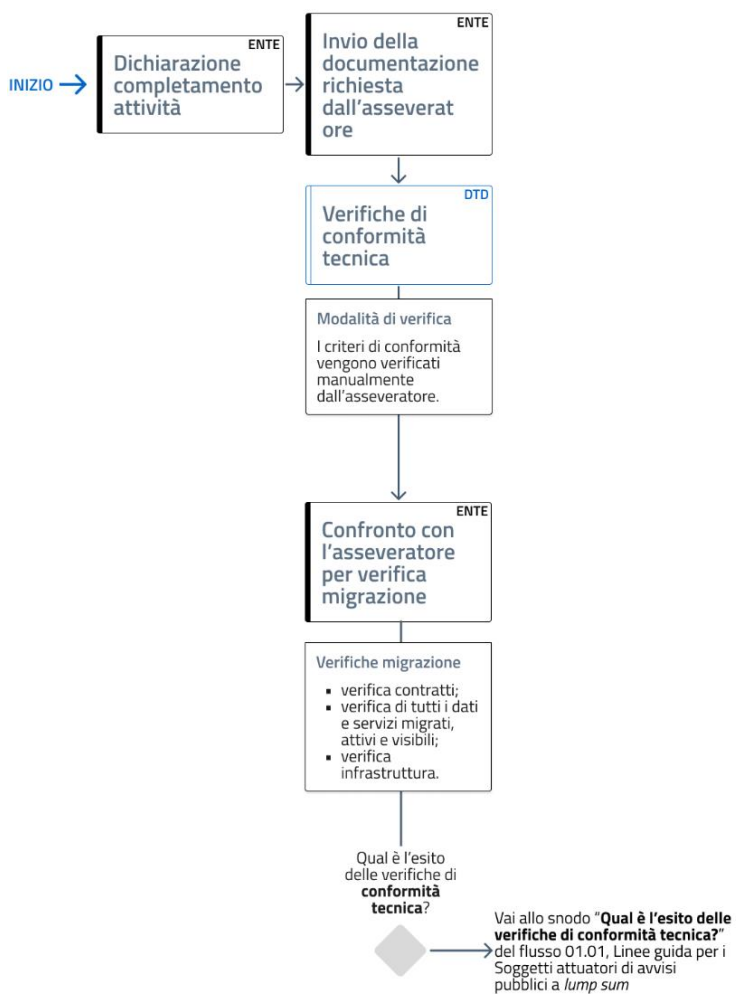 INIZIO
ENTE
Dichiarazione
completamento
attività
ENTE
Invio della
documentazione
richiesta
dall’asseverat
ore
DTD
Verifiche di
conformità
tecnica
Modalità di verifica
I criteri di conformità
vengono verificati
manualmente
dall’asseveratore.
ENTE
Confronto con
l’asseveratore
per verifica
migrazione
Verifiche migrazione
▪ verifica contratti;
▪ verifica di tutti i dati
e servizi migrati,
attivi e visibili;
▪ verifica
infrastruttura.
Qual è l’esito
delle verifiche di
conformità
tecnica?
Vai allo snodo “Qual è l’esito delle
verifiche di conformità tecnica?”
del flusso 01.01, Linee guida per i
Soggetti attuatori di avvisi
pubblici a lump sum